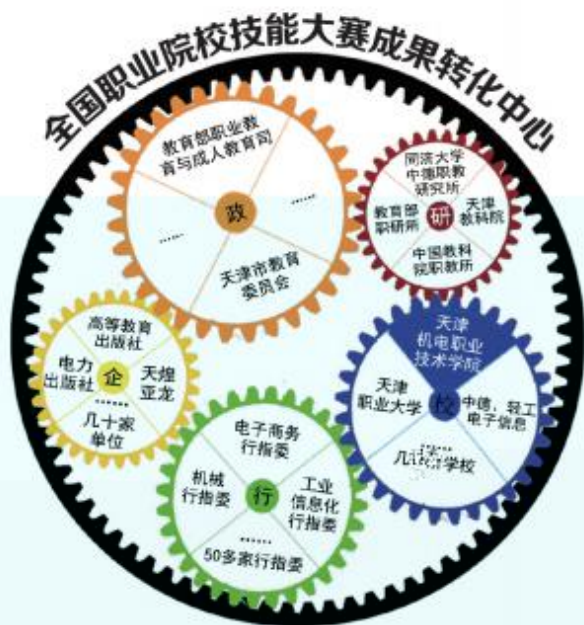 全国职业院校技能大赛成果转化中心
教育部职业教
育与成人教育司
......
政
......
天津市教育
委员会
同济大学
中德职教
研究所
教育部
职研所
研
天津
教科院
中国教科
院职教所
高等教育
出版社
电力
出版社
企
天煌
亚龙
......
几十家
单位
天津
机电职业
技术学院
天津
职业大学
校
中德、轻工
电子信息
......
学校
电子商务
行指委
机械
行指委
行
工业
信息化
行指委
......
50多家行指委